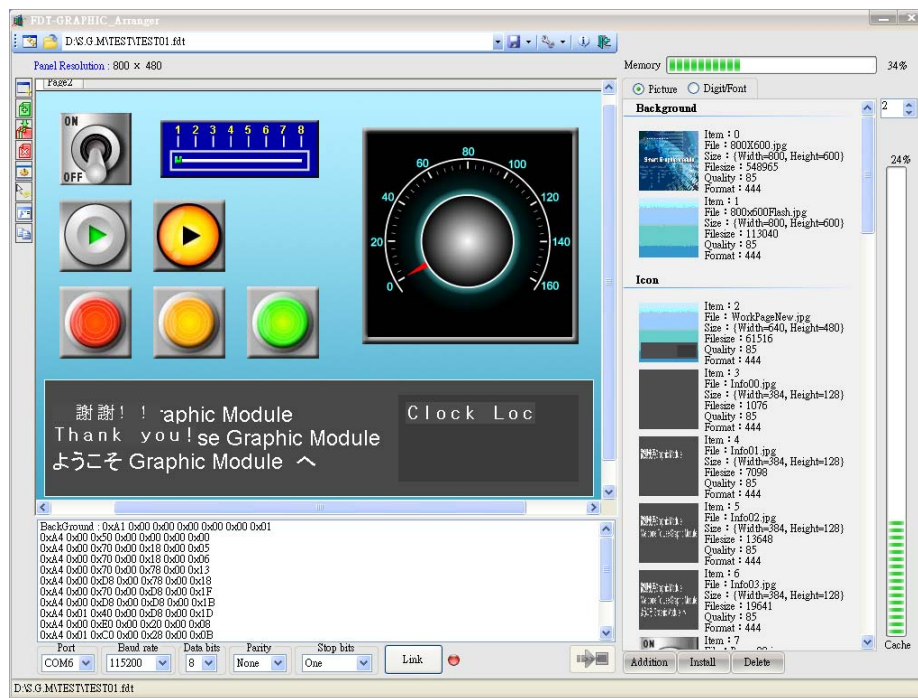 FDT-GRAPHIC_Arranger
D:\S.G.M\TEST\TEST01.fdt
Panel Resolution : 800 × 480
Memory
34%
Page2
Picture
Digit/Font
ON
OFF
1 2 3 4 5 6 7 8
0
20
40
60
80
100
120
140
160
謝謝！！aphic Module
Thank you!se Graphic Module
ようこそ Graphic Module へ
Clock Loc
BackGround : 0xA1 0x00 0x00 0x00 0x00 0x00 0x01
0xA4 0x00 0x50 0x00 0x00 0x00 0x00
0xA4 0x00 0x70 0x00 0x18 0x00 0x05
0xA4 0x00 0x70 0x00 0x18 0x00 0x06
0xA4 0x00 0x70 0x00 0x78 0x00 0x13
0xA4 0x00 0xD8 0x00 0x78 0x00 0x18
0xA4 0x00 0x70 0x00 0xD8 0x00 0x1F
0xA4 0x00 0xD8 0x00 0xD8 0x00 0x1B
0xA4 0x01 0x40 0x00 0xD8 0x00 0x1D
0xA4 0x00 0xE0 0x00 0x20 0x00 0x08
0xA4 0x01 0xC0 0x00 0x28 0x00 0x0B
Port
Baud rate
Data bits
Parity
Stop bits
COM6
115200
8
None
One
Link
Background
Item : 0
File : 800X600.jpg
Size : {Width=800, Height=600}
Filesize : 548965
Quality : 85
Format : 444
Item : 1
File : 800x600Flash.jpg
Size : {Width=800, Height=600}
Filesize : 113040
Quality : 85
Format : 444
Icon
Item : 2
File : WorkPageNew.jpg
Size : {Width=640, Height=480}
Filesize : 61516
Quality : 85
Format : 444
Item : 3
File : Info00.jpg
Size : {Width=384, Height=128}
Filesize : 1076
Quality : 85
Format : 444
Item : 4
File : Info01.jpg
Size : {Width=384, Height=128}
Filesize : 7098
Quality : 85
Format : 444
Item : 5
File : Info02.jpg
Size : {Width=384, Height=128}
Filesize : 13648
Quality : 85
Format : 444
Item : 6
File : Info03.jpg
Size : {Width=384, Height=128}
Filesize : 19641
Quality : 85
Format : 444
ON
Item : 7
2
24%
Cache
Addition
Install
Delete
D:\S.G.M\TEST\TEST01.fdt